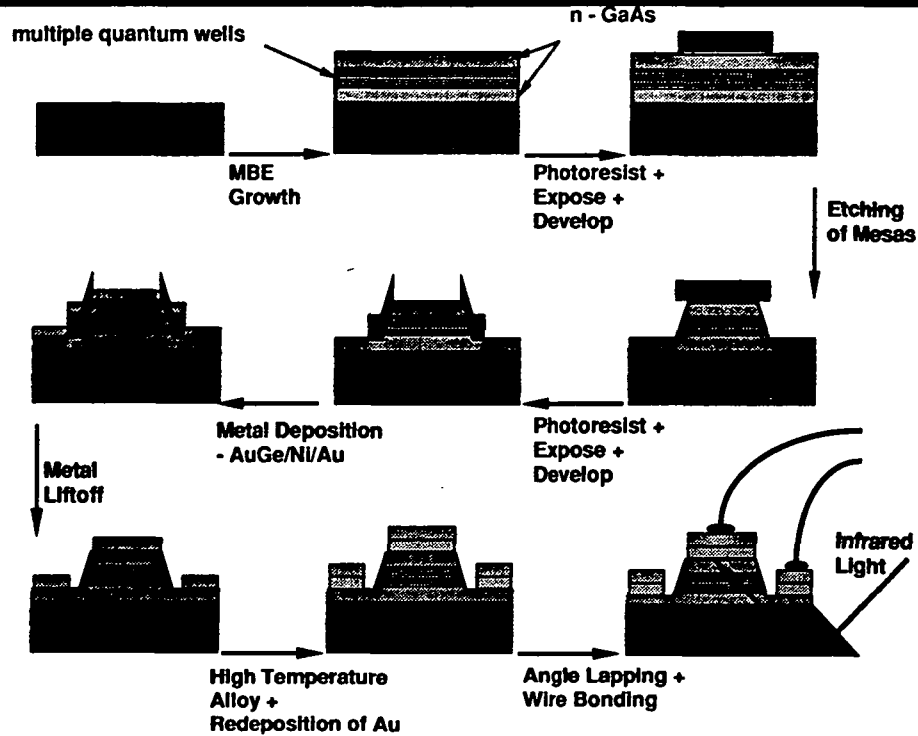 n - GaAs
multiple quantum wells
MBE
Growth
Photoresist +
Expose +
Develop
Etching
of Mesas
Photoresist +
Expose +
Develop
Metal Deposition
- AuGe/Ni/Au
Metal
Liftoff
Infrared
Light
High Temperature
Alloy +
Redeposition of Au
Angle Lapping +
Wire Bonding